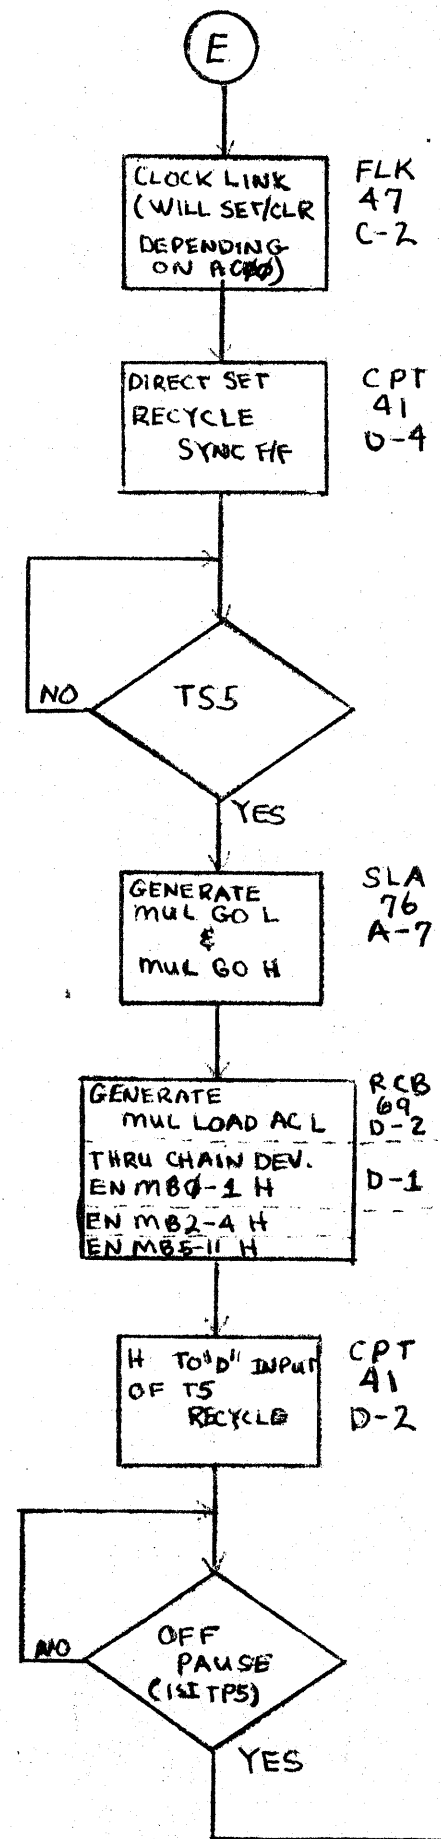 E
CLOCK LINK
(WILL SET/CLR
DEPENDING
ON AC00)
FLK
47
C-2
DIRECT SET
RECYCLE
SYNC F/F
CPT
41
D-4
TS5
NO
YES
GENERATE
MUL GO L
&
MUL GO H
SLA
76
A-7
GENERATE
MUL LOAD AC L
RCB
69
D-2
THRU CHAIN DEV.
EN MB0-1 H
D-1
EN MB2-4 H
EN MB5-11 H
H TO "D" INPUT
OF T5
RECYCLE
CPT
41
D-2
OFF
PAUSE
(1st TP5)
NO
YES